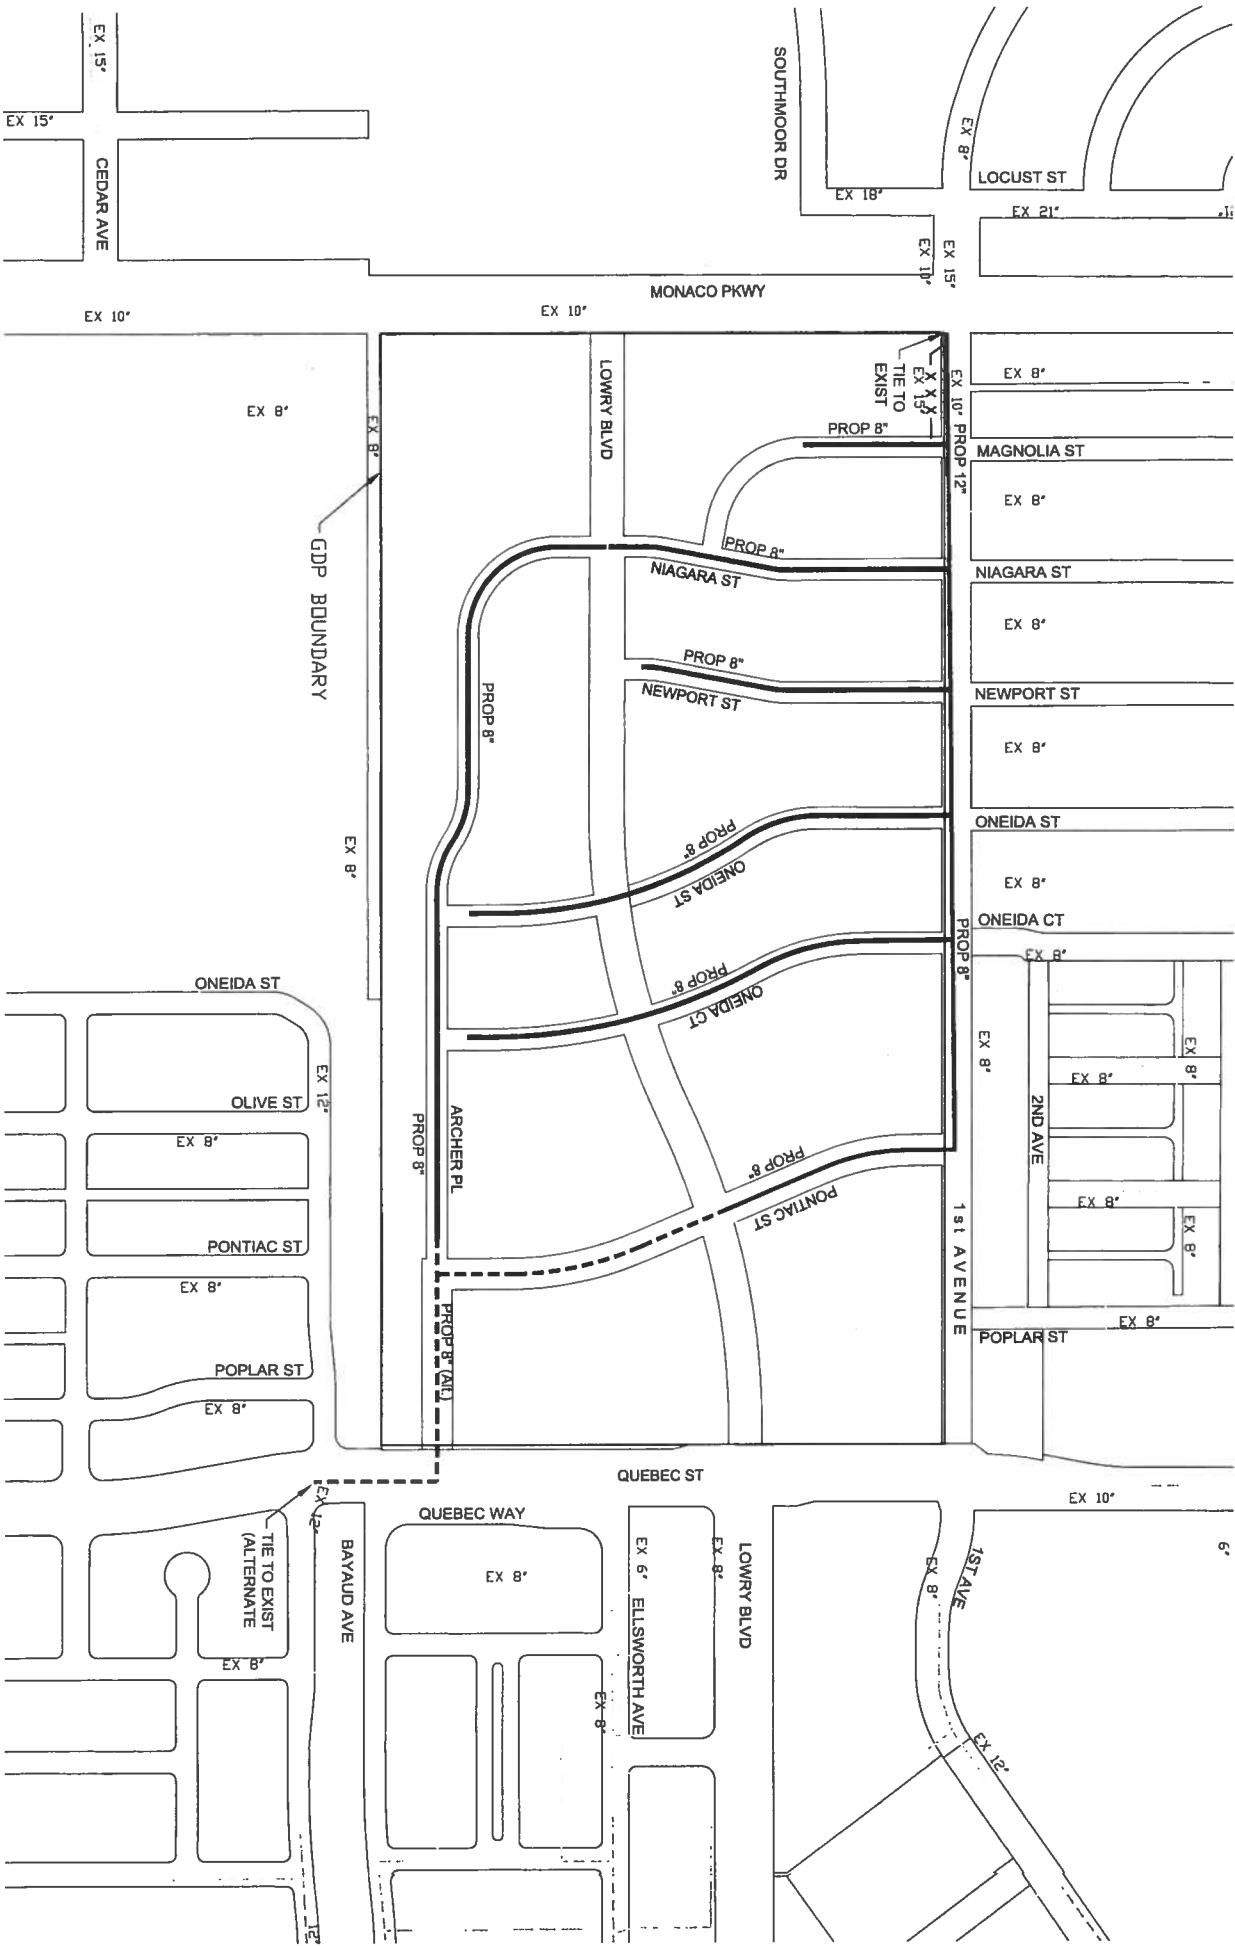 EX 15"
EX 15"
CEDAR AVE
SOUTHMOOR DR
EX 8"
LOCUST ST
EX 18"
EX 21"
EX 10"
EX 15"
MONACO PKWY
EX 10"
EX 10"
EX 8"
EX 8"
GDP BOUNDARY
LOWRY BLVD
TIE TO
EXIST
EX 15"
X X X
EX 10"
PROP 12"
PROP 8"
EX 8"
MAGNOLIA ST
EX 8"
PROP 8"
NIAGARA ST
NIAGARA ST
EX 8"
PROP 8"
NEWPORT ST
NEWPORT ST
PROP 8"
EX 8"
EX 8"
PROP 8"
ONEIDA ST
ONEIDA ST
EX 8"
ONEIDA CT
PROP 8"
EX 8"
PROP 8"
ONEIDA CT
EX 8"
ONEIDA ST
EX 12"
OLIVE ST
EX 8"
PROP 8"
ARCHER PL
EX 8"
EX 8"
2ND AVE
PROP 8"
PONTIAC ST
EX 8"
EX 8"
PONTIAC ST
EX 8"
1st AVENUE
EX 8"
POPLAR ST
PROP 8" (Alt.)
POPLAR ST
EX 8"
QUEBEC ST
EX 10"
EX 12"
TIE TO EXIST
(ALTERNATE
BAYAUD AVE
QUEBEC WAY
EX 8"
EX 6"
ELLSWORTH AVE
EX 8"
EX 8"
LOWRY BLVD
EX 8"
1ST AVE
6"
EX 8"
EX 12"
12"